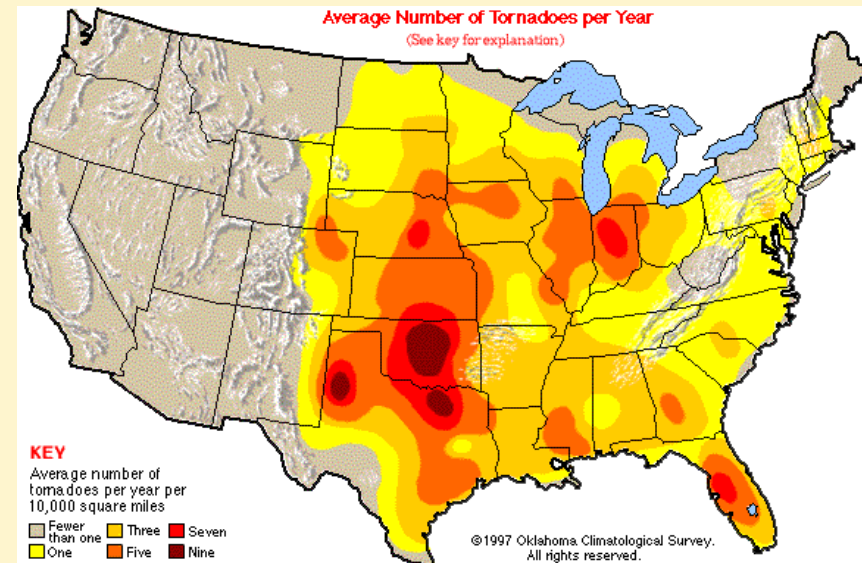 Average Number of Tornadoes per Year
(See key for explanation)
KEY
Average number of
tornadoes per year per
10,000 square miles
Fewer than one
Three
Seven
One
Five
Nine
©1997 Oklahoma Climatological Survey.
All rights reserved.